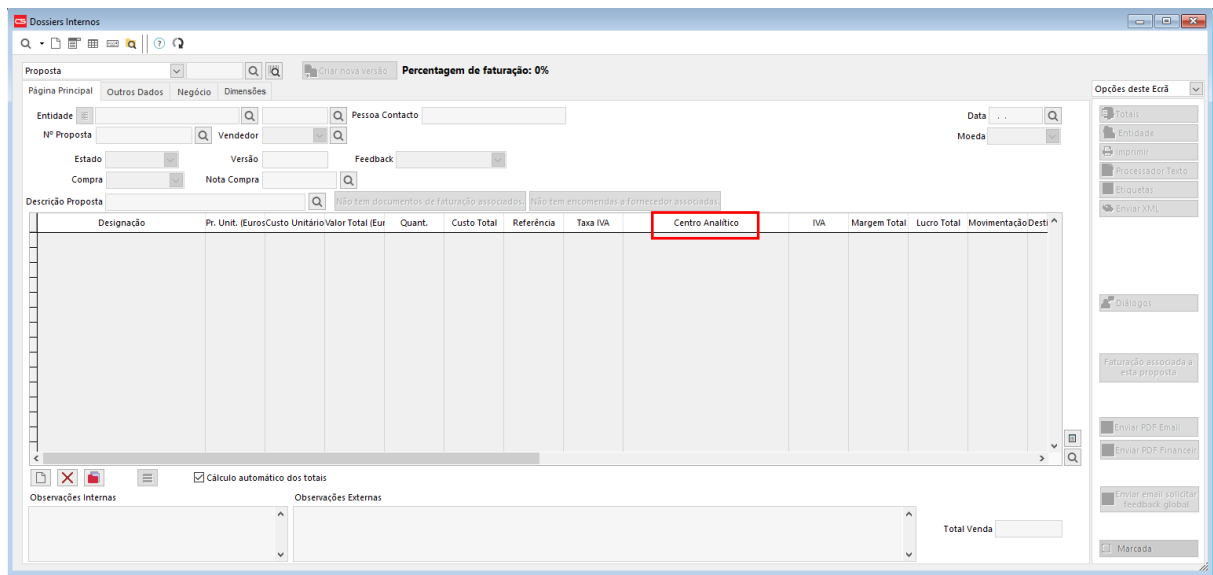 CS Dossiers Internos
Proposta Criar nova versão Percentagem de faturação: 0%
Página Principal Outros Dados Negócio Dimensões Opções deste Ecrã
Entidade Pessoa Contacto Data . . Totais
Nº Proposta Vendedor Moeda Entidade
Imprimir
Estado Versão Feedback Processador Texto
Compra Nota Compra Etiquetas
Descrição Proposta Não tem documentos de faturação associados. Não tem encomendas a fornecedor associadas. Enviar XML
Designação Pr. Unit. (Euros Custo Unitário Valor Total (Eur Quant. Custo Total Referência Taxa IVA Centro Analítico IVA Margem Total Lucro Total Movimentação Desti
Diálogos
Faturação associada a
esta proposta
Enviar PDF Email
Enviar PDF Financeir
Cálculo automático dos totais
Observações Internas Observações Externas
Enviar email solicitar
feedback global
Total Venda
Marcada